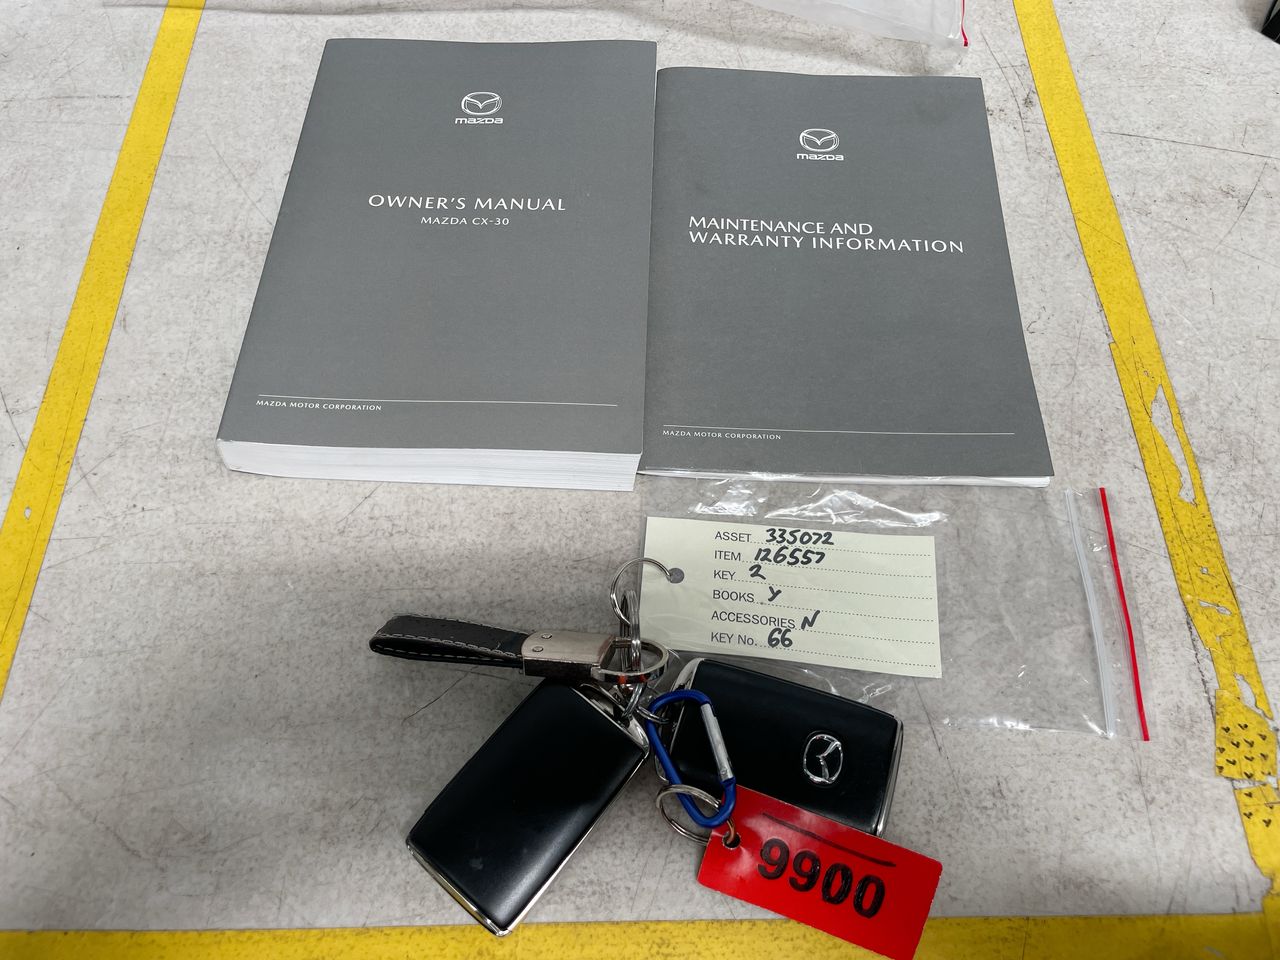 mazda
OWNER'S MANUAL
MAZDA CX-30
MAZDA MOTOR CORPORATION
mazda
MAINTENANCE AND
WARRANTY INFORMATION
MAZDA MOTOR CORPORATION
ASSET 335072
ITEM 126557
KEY 2
BOOKS Y
ACCESSORIES N
KEY No. 66
9900